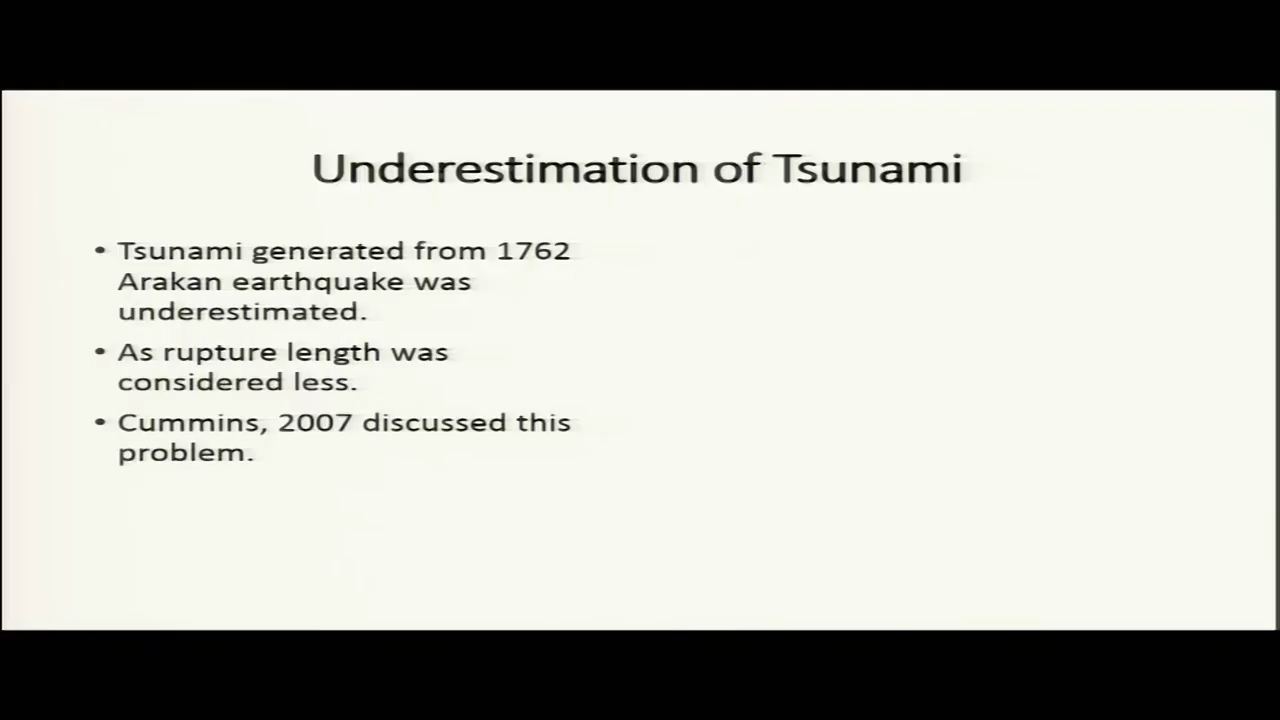 Underestimation of Tsunami
• Tsunami generated from 1762
Arakan earthquake was
underestimated.
• As rupture length was
considered less.
• Cummins, 2007 discussed this
problem.